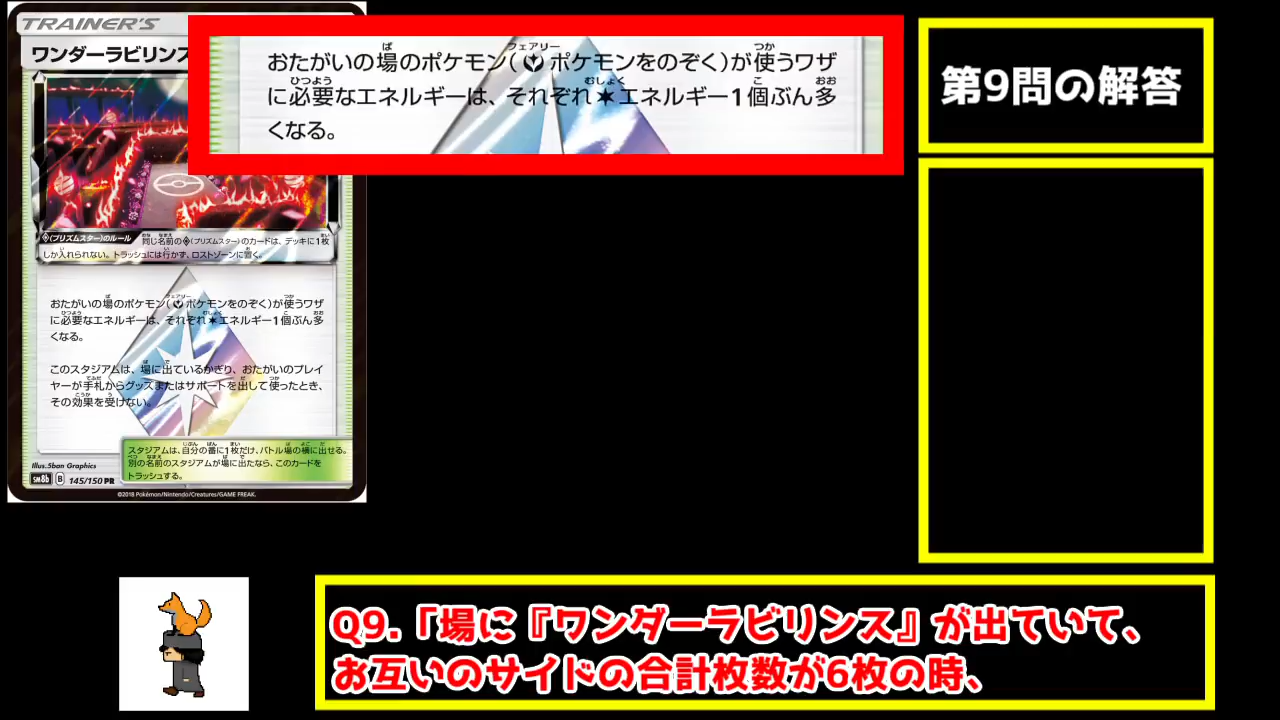 TRAINER'S
ワンダーラビリンス
おたがいの場のポケモン(ポケモンをのぞく)が使うワザ
に必要なエネルギーは、それぞれエネルギー1個ぶん多
くなる。
第9問の解答
(プリズムスター)のルール 同じ名前の(プリズムスター)のカードは、デッキに1枚
しか入れられない。トラッシュには行かず、ロストゾーンに置く。
おたがいの場のポケモン(ポケモンをのぞく)が使うワザ
に必要なエネルギーは、それぞれエネルギー1個ぶん多
くなる。
このスタジアムは、場に出ているかぎり、おたがいのプレイ
ヤーが手札からグッズまたはサポートを出して使ったとき、
その効果を受けない。
スタジアムは、自分の番に1枚だけ、バトル場の横に出せる。
別の名前のスタジアムが場に出たなら、このカードを
トラッシュする。
Illus.5ban Graphics
SM8b B 145/150 PR
©2018 Pokémon/Nintendo/Creatures/GAME FREAK.
Q9.「場に『ワンダーラビリンス』が出ていて、
お互いのサイドの合計枚数が6枚の時、